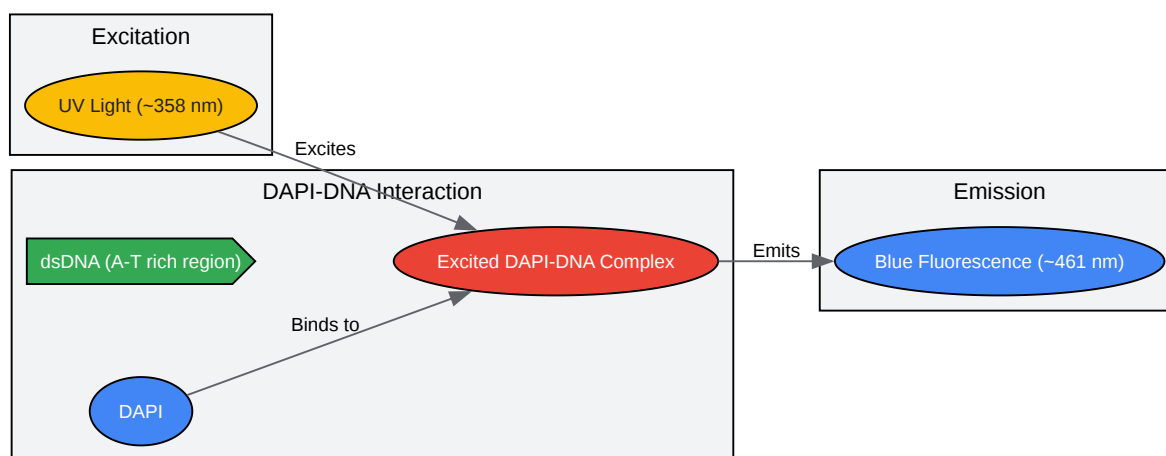 Excitation
UV Light (~358 nm)
Excites
DAPI-DNA Interaction
dsDNA (A-T rich region)
Excited DAPI-DNA Complex
Binds to
DAPI
Emits
Emission
Blue Fluorescence (~461 nm)